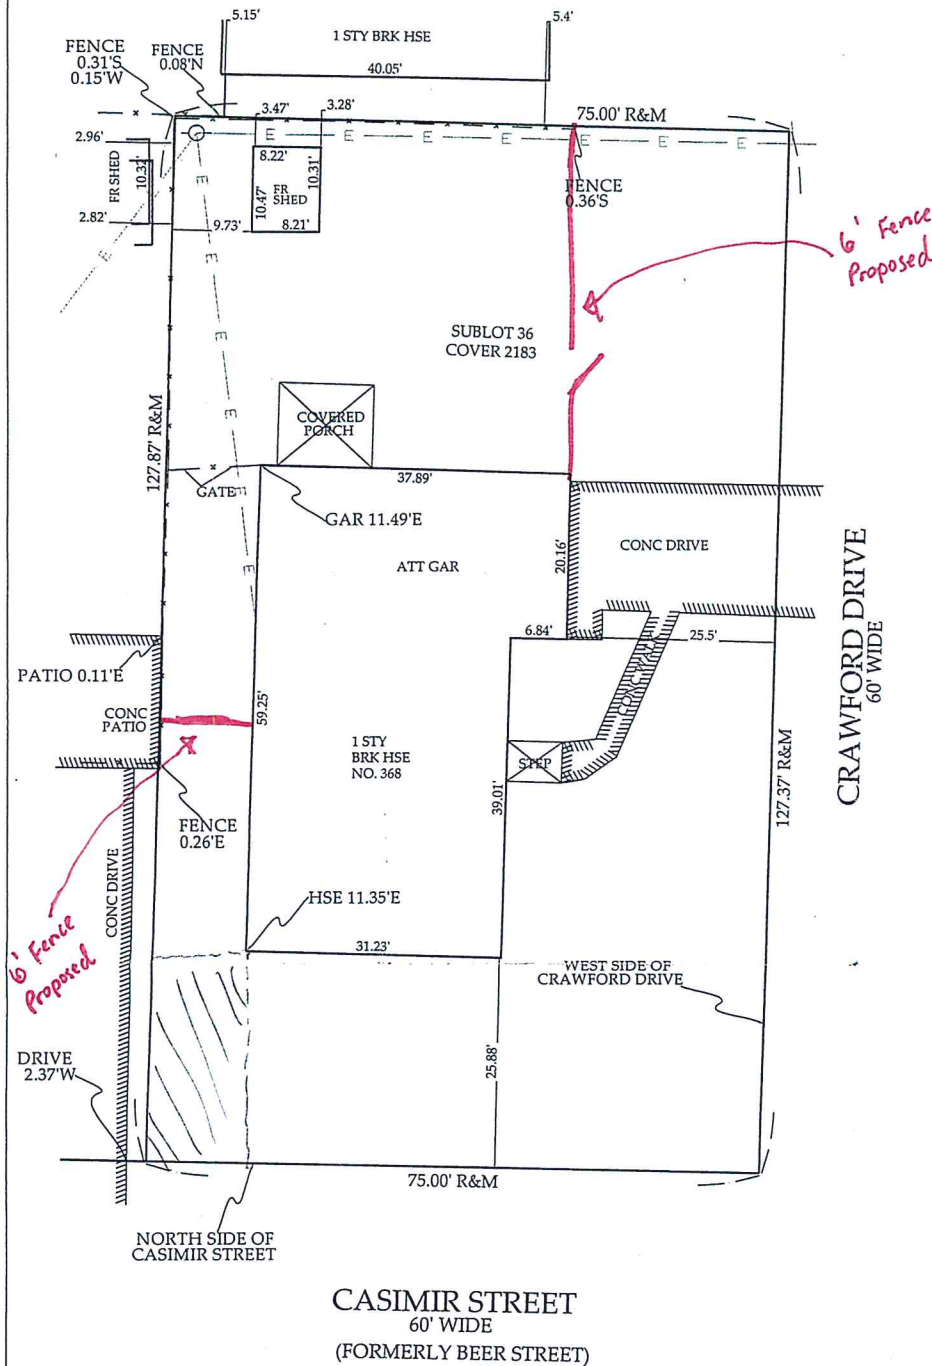 5.15'
5.4'
1 STY BRK HSE
40.05'
FENCE
0.31'S
0.15'W
FENCE
0.08'N
3.47'
3.28'
75.00' R&M
2.96'
E
E
E
E
E
E
E
8.22'
FR SHED
10.32'
10.47'
FR
SHED
10.31'
FENCE
0.36'S
2.82'
9.73'
8.21'
E
E
6' Fence
Proposed
SUBLOT 36
COVER 2183
E
E
E
COVERED
PORCH
127.87' R&M
37.89'
GATE
E
GAR 11.49'E
ATT GAR
20.16'
CONC DRIVE
CRAWFORD DRIVE
60' WIDE
6.84'
25.5'
PATIO 0.11'E
CONC WALK
CONC
PATIO
59.25'
1 STY
BRK HSE
NO. 368
STEP
39.01'
127.37' R&M
FENCE
0.26'E
CONC DRIVE
HSE 11.35'E
6' Fence
Proposed
31.23'
WEST SIDE OF
CRAWFORD DRIVE
DRIVE
2.37'W
25.88'
75.00' R&M
NORTH SIDE OF
CASIMIR STREET
CASIMIR STREET
60' WIDE
(FORMERLY BEER STREET)